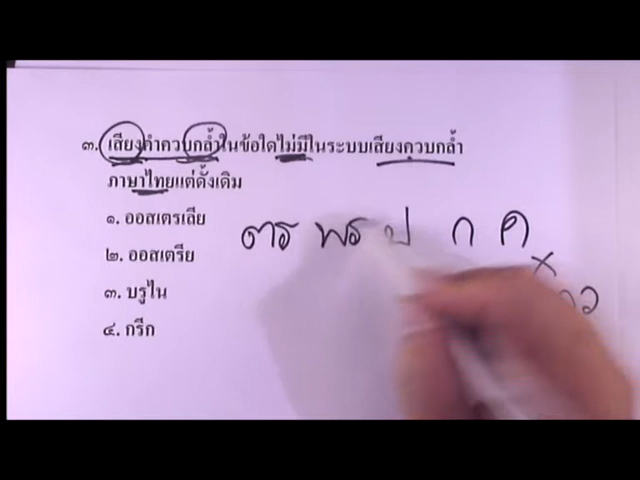 ๓. เสียงคำควบกล้ำในข้อใดไม่มีในระบบเสียงควบกล้ำ
ภาษาไทยแต่ดั้งเดิม
๑. ออสเตรเลีย
๒. ออสเตรีย
๓. บรูไน
๔. กรีก
ตร พร ป ก ค
ว